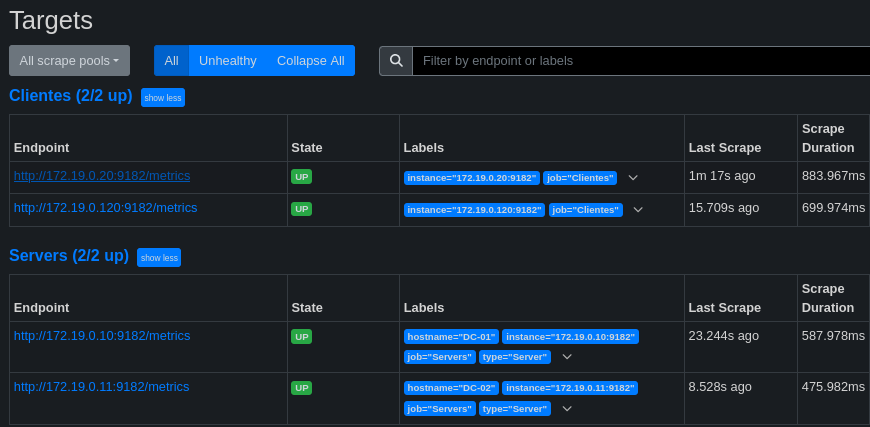 Targets
All scrape pools All Unhealthy Collapse All Filter by endpoint or labels
Clientes (2/2 up) show less
Endpoint State Labels Last Scrape Scrape Duration
http://172.19.0.20:9182/metrics UP instance="172.19.0.20:9182" job="Clientes" 1m 17s ago 883.967ms
http://172.19.0.120:9182/metrics UP instance="172.19.0.120:9182" job="Clientes" 15.709s ago 699.974ms
Servers (2/2 up) show less
Endpoint State Labels Last Scrape Scrape Duration
http://172.19.0.10:9182/metrics UP hostname="DC-01" instance="172.19.0.10:9182" 23.244s ago 587.978ms
job="Servers" type="Server"
http://172.19.0.11:9182/metrics UP hostname="DC-02" instance="172.19.0.11:9182" 8.528s ago 475.982ms
job="Servers" type="Server"